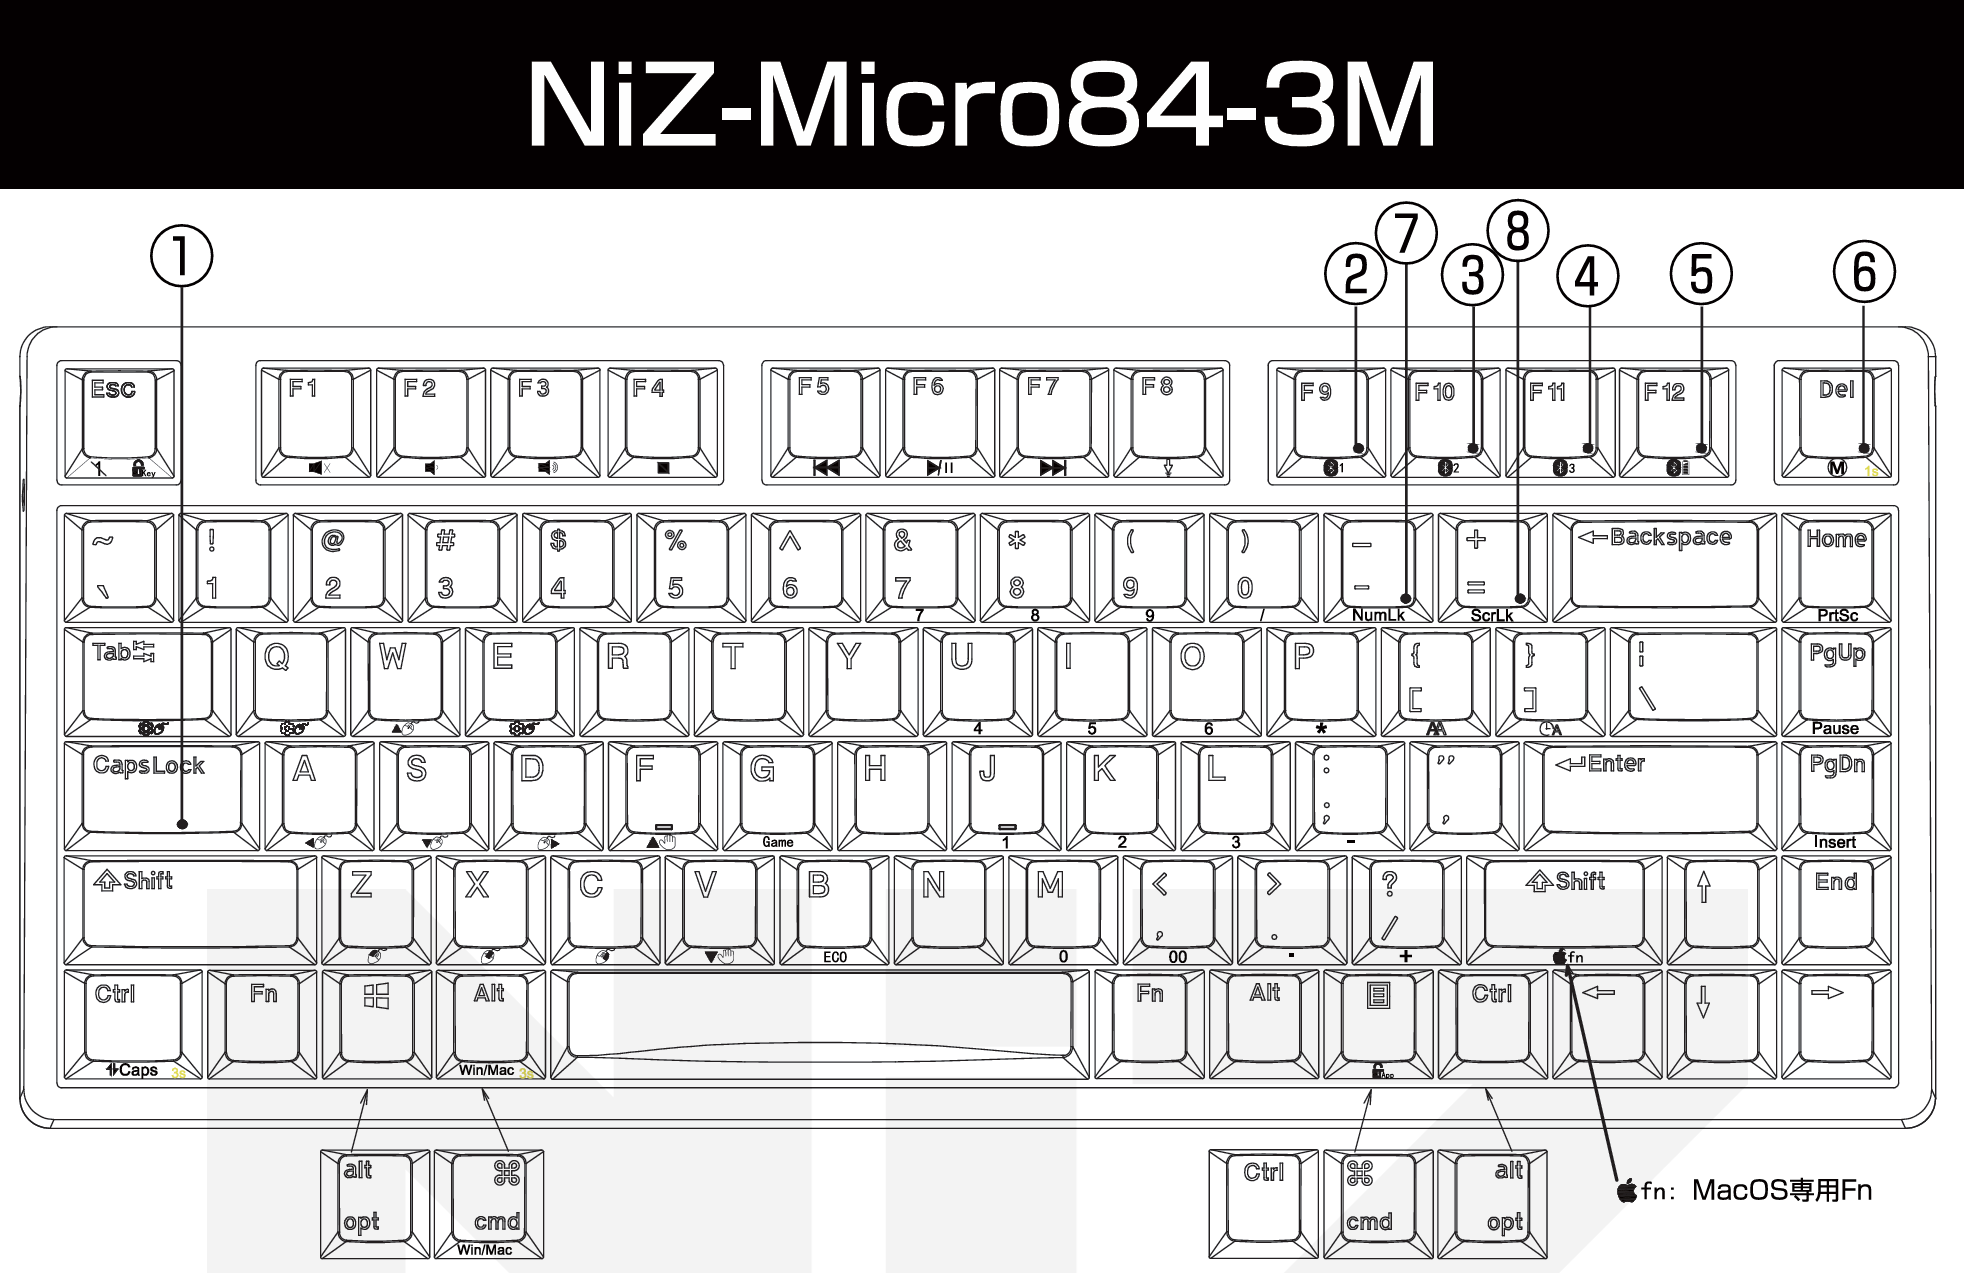 NiZ-Micro84-3M
7 8
1 2 3 4 5 6
Esc F1 F2 F3 F4 F5 F6 F7 F8 F9 F10 F11 F12 Del
Key 1 2 3 M 1s
~ ! @ # $ % ^ & * ( ) — + ←Backspace Home
` 1 2 3 4 5 6 7 8 9 0 - =
7 8 9 / NumLk ScrLk PrtSc
Tab Q W E R T Y U I O P { } ¦ PgUp
[ ] \
4 5 6 * AA A Pause
CapsLock A S D F G H J K L : " Enter PgDn
; '
Game 1 2 3 - Insert
Shift Z X C V B N M < > ? Shift ↑ End
, . /
ECO 0 00 . + fn
Ctrl Fn Alt Fn Alt Ctrl ← ↓ →
Caps 3s Win/Mac 3s App
alt ⌘ Ctrl ⌘ alt
fn: MacOS専用Fn
opt cmd cmd opt
Win/Mac